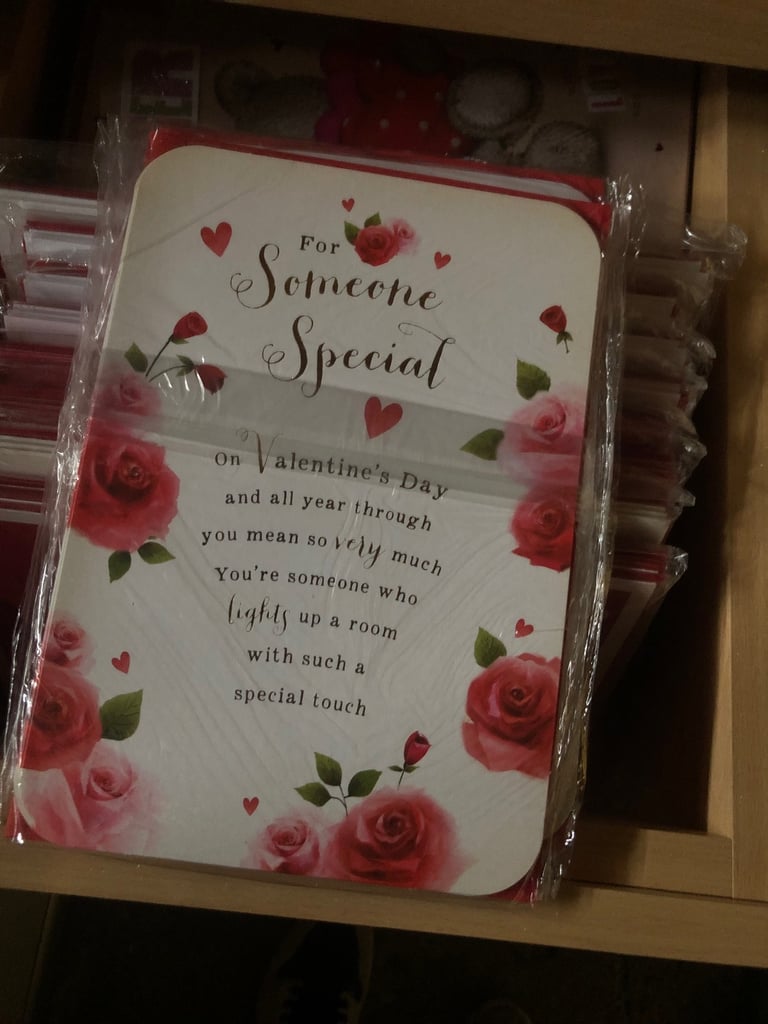 For
Someone
Special
On Valentine's Day
and all year through
you mean so very much
You're someone who
lights up a room
with such a
special touch